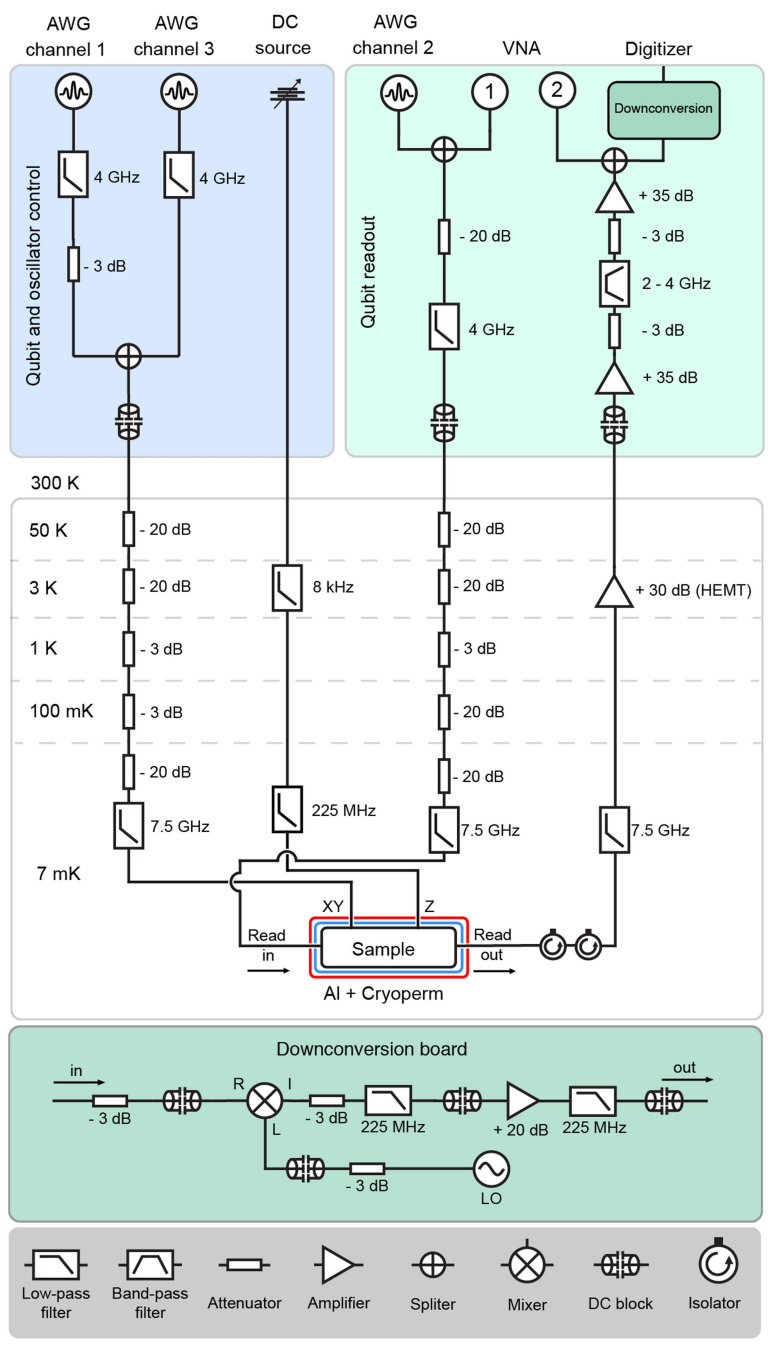 AWG
channel 1
AWG
channel 3
DC
source
AWG
channel 2
VNA
Digitizer
1
2
Downconversion
Qubit and oscillator control
4 GHz
4 GHz
- 3 dB
Qubit readout
- 20 dB
4 GHz
+ 35 dB
- 3 dB
2 - 4 GHz
- 3 dB
+ 35 dB
300 K
50 K
- 20 dB
- 20 dB
3 K
- 20 dB
8 kHz
- 20 dB
+ 30 dB (HEMT)
1 K
- 3 dB
- 3 dB
100 mK
- 3 dB
- 20 dB
- 20 dB
- 20 dB
7.5 GHz
225 MHz
7.5 GHz
7.5 GHz
7 mK
XY
Z
Read
in
Sample
Read
out
Al + Cryoperm
Downconversion board
in
- 3 dB
R
I
L
- 3 dB
225 MHz
+ 20 dB
225 MHz
out
- 3 dB
LO
Low-pass
filter
Band-pass
filter
Attenuator
Amplifier
Spliter
Mixer
DC block
Isolator